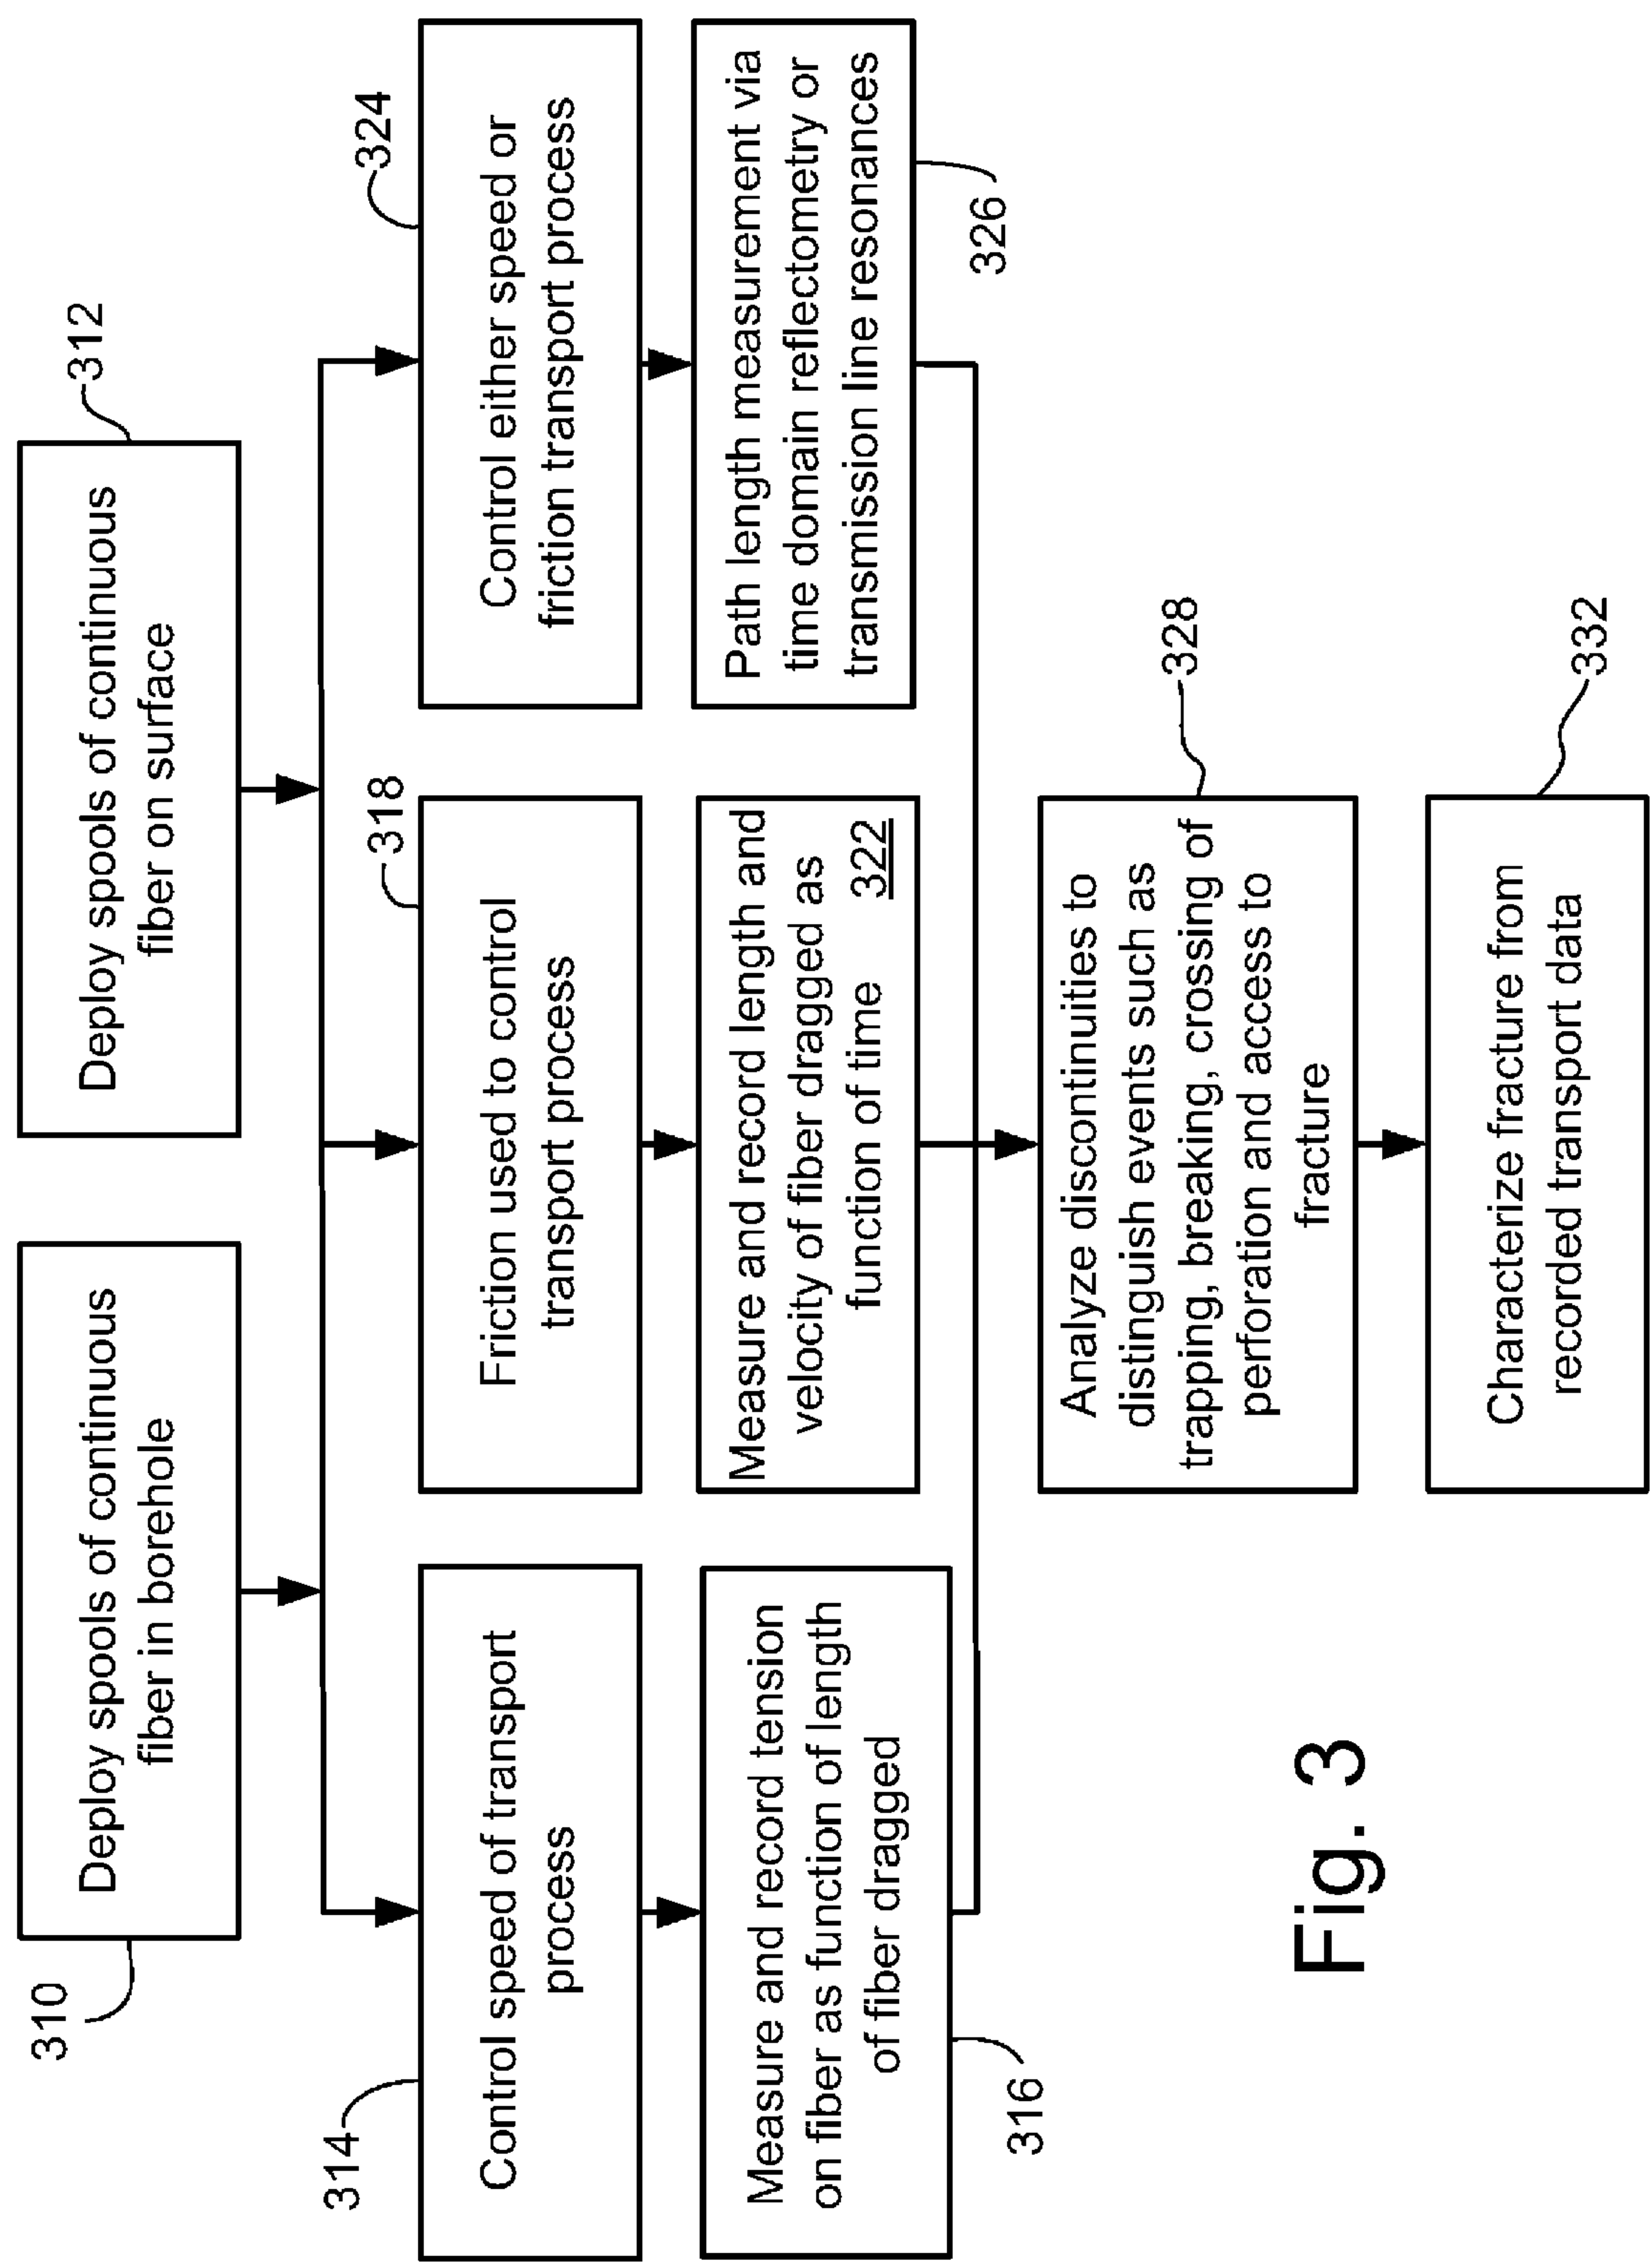 310
Deploy spools of continuous
fiber in borehole
Deploy spools of continuous
fiber on surface
312
314
Control speed of transport
process
Friction used to control
transport process
318
Control either speed or
friction transport process
324
Measure and record tension
on fiber as function of length
of fiber dragged
316
Measure and record length and
velocity of fiber dragged as
function of time
322
Path length measurement via
time domain reflectometry or
transmission line resonances
326
Analyze discontinuities to
distinguish events such as
trapping, breaking, crossing of
perforation and access to
fracture
328
Characterize fracture from
recorded transport data
332
Fig. 3